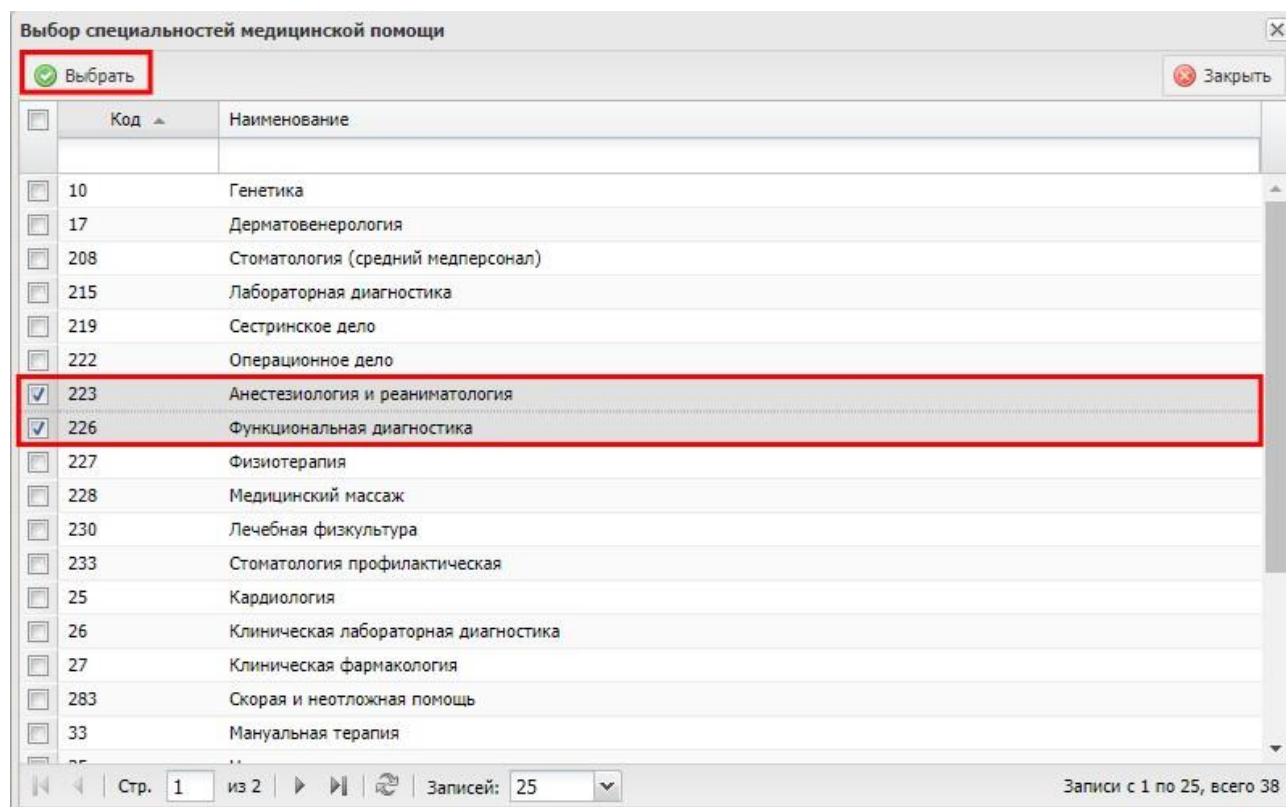 Выбор специальностей медицинской помощи
Выбрать Закрыть
Код Наименование
10 Генетика
17 Дерматовенерология
208 Стоматология (средний медперсонал)
215 Лабораторная диагностика
219 Сестринское дело
222 Операционное дело
223 Анестезиология и реаниматология
226 Функциональная диагностика
227 Физиотерапия
228 Медицинский массаж
230 Лечебная физкультура
233 Стоматология профилактическая
25 Кардиология
26 Клиническая лабораторная диагностика
27 Клиническая фармакология
283 Скорая и неотложная помощь
33 Мануальная терапия
Стр. 1 из 2 Записей: 25 Записи с 1 по 25, всего 38